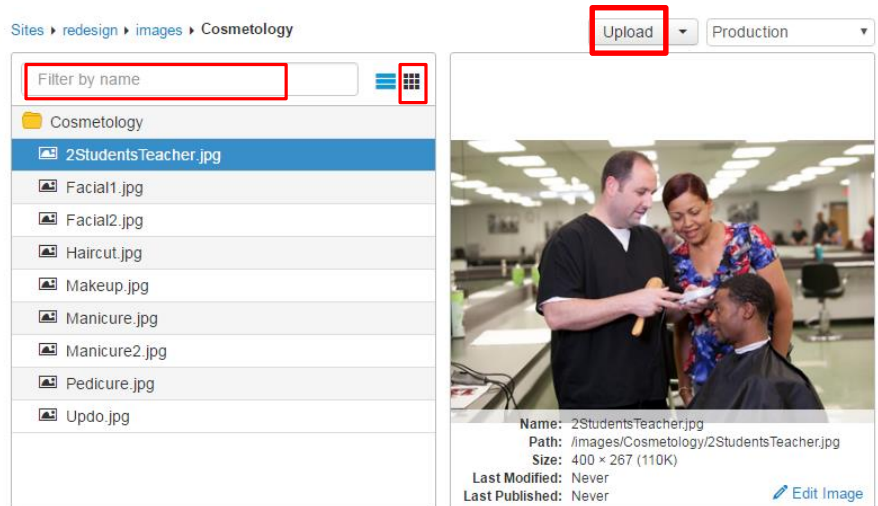 Sites ▸ redesign ▸ images ▸ Cosmetology
Upload
Production
Filter by name
Cosmetology
2StudentsTeacher.jpg
Facial1.jpg
Facial2.jpg
Haircut.jpg
Makeup.jpg
Manicure.jpg
Manicure2.jpg
Pedicure.jpg
Updo.jpg
Name: 2StudentsTeacher.jpg
Path: /images/Cosmetology/2StudentsTeacher.jpg
Size: 400 × 267 (110K)
Last Modified: Never
Last Published: Never
Edit Image